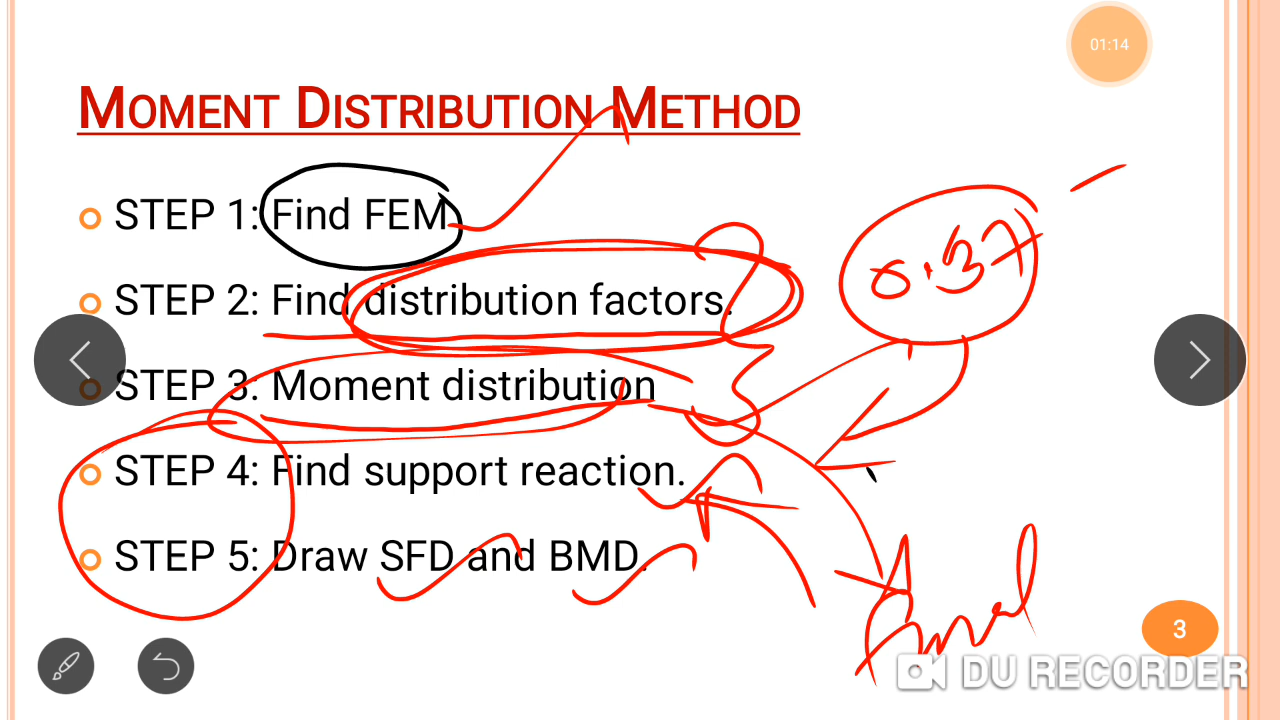 01:14
MOMENT DISTRIBUTION METHOD
STEP 1: Find FEM.
STEP 2: Find distribution factors.
0.37
STEP 3: Moment distribution
STEP 4: Find support reaction.
STEP 5: Draw SFD and BMD.
3
DU RECORDER